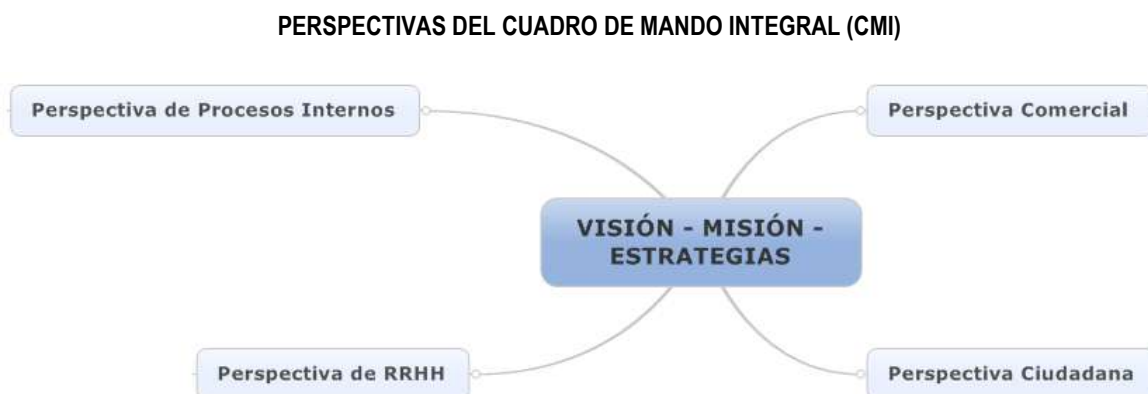 PERSPECTIVAS DEL CUADRO DE MANDO INTEGRAL (CMI)
Perspectiva de Procesos Internos
Perspectiva Comercial
VISIÓN - MISIÓN -
ESTRATEGIAS
Perspectiva de RRHH
Perspectiva Ciudadana